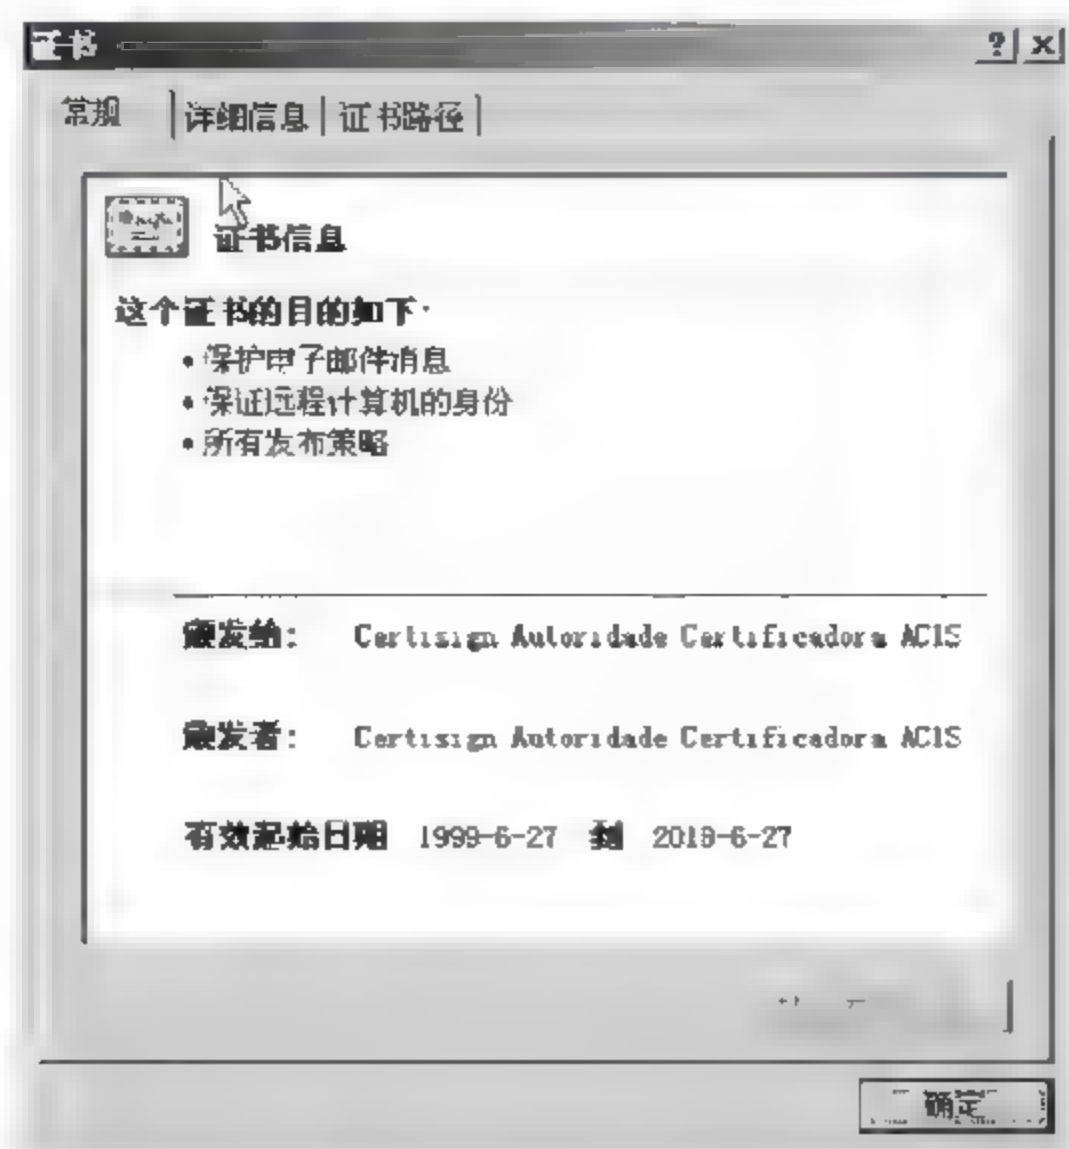 证书
常规 详细信息 证书路径
证书信息
这个证书的目的如下:
• 保护电子邮件消息
• 保证远程计算机的身份
• 所有发布策略
颁发给: Certisign Autoridade Certificadora AC1S
颁发者: Certisign Autoridade Certificadora AC1S
有效起始日期 1999-6-27 到 2018-6-27
确定